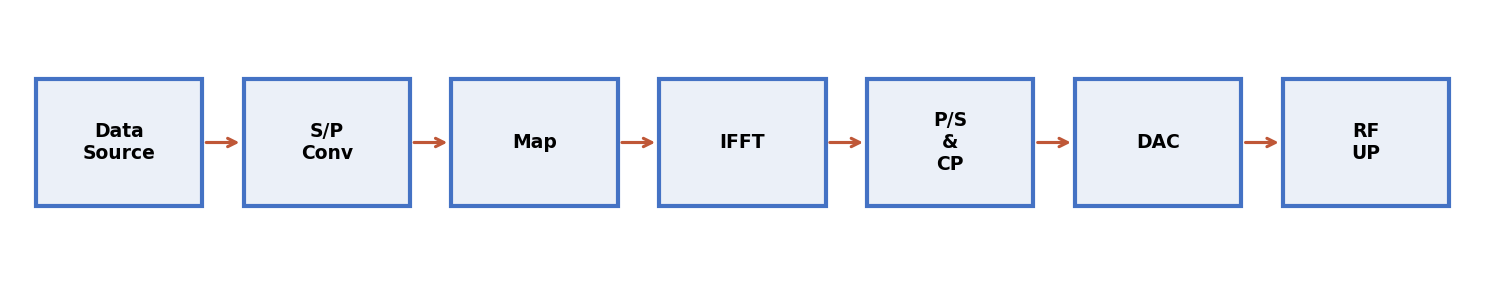 Data
Source
S/P
Conv
Map
IFFT
P/S
&
CP
DAC
RF
UP